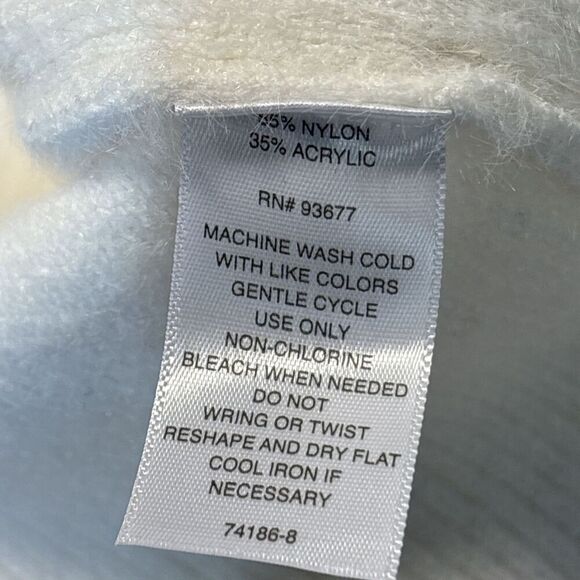 NYLON
35% ACRYLIC
RN# 93677
MACHINE WASH COLD
WITH LIKE COLORS
GENTLE CYCLE
USE ONLY
NON-CHLORINE
BLEACH WHEN NEEDED
DO NOT
WRING OR TWIST
RESHAPE AND DRY FLAT
COOL IRON IF
NECESSARY
74186-8